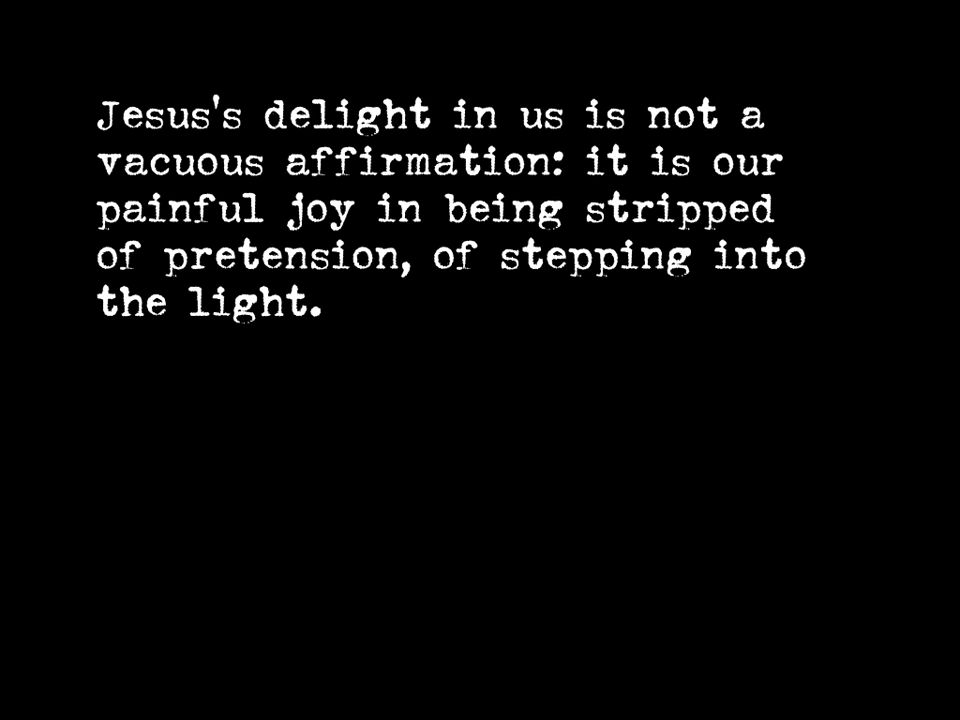 Jesus's delight in us is not a
vacuous affirmation: it is our
painful joy in being stripped
of pretension, of stepping into
the light.